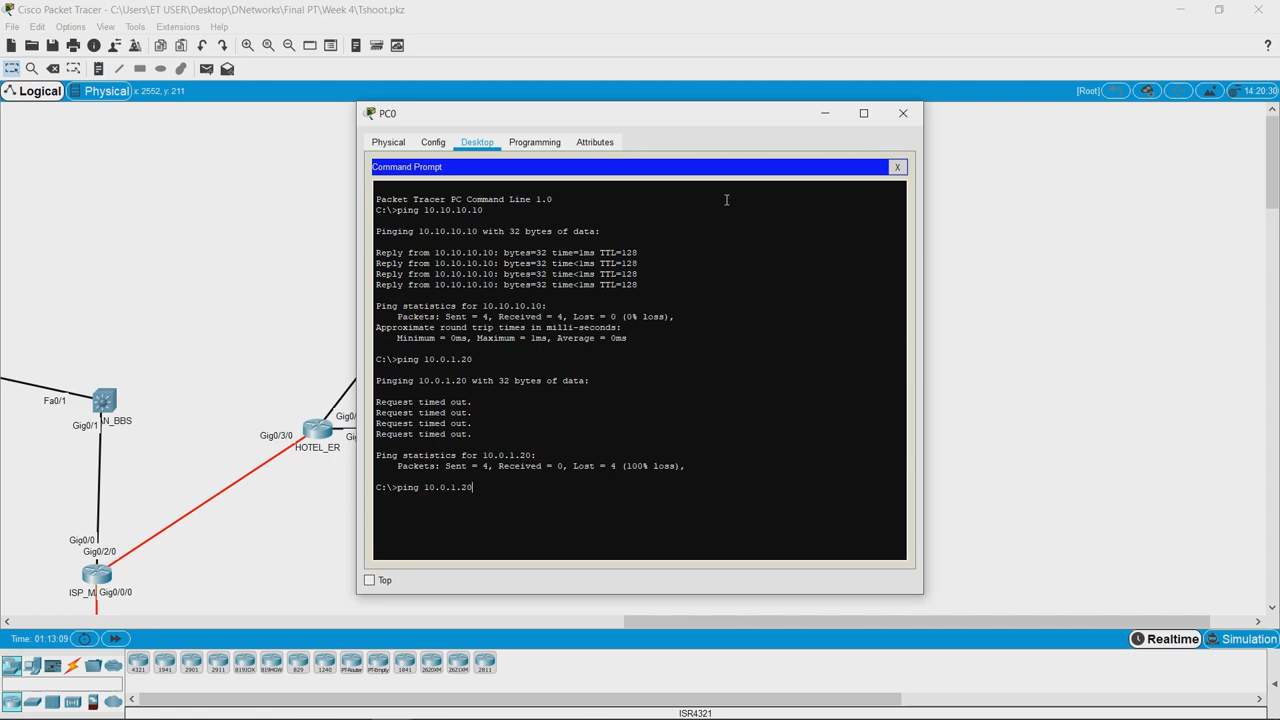 Cisco Packet Tracer - C:\Users\ET USER\Desktop\DNetworks\Final PT\Week 4\Tshoot.pkz
File Edit Options View Tools Extensions Help
Logical Physical x: 2552, y: 211 [Root] 14:20:30
PC0
Physical Config Desktop Programming Attributes
Command Prompt X
Packet Tracer PC Command Line 1.0
C:\>ping 10.10.10.10
Pinging 10.10.10.10 with 32 bytes of data:
Reply from 10.10.10.10: bytes=32 time=1ms TTL=128
Reply from 10.10.10.10: bytes=32 time<1ms TTL=128
Reply from 10.10.10.10: bytes=32 time<1ms TTL=128
Reply from 10.10.10.10: bytes=32 time<1ms TTL=128
Ping statistics for 10.10.10.10:
Packets: Sent = 4, Received = 4, Lost = 0 (0% loss),
Approximate round trip times in milli-seconds:
Minimum = 0ms, Maximum = 1ms, Average = 0ms
C:\>ping 10.0.1.20
Pinging 10.0.1.20 with 32 bytes of data:
Request timed out.
Request timed out.
Request timed out.
Request timed out.
Ping statistics for 10.0.1.20:
Packets: Sent = 4, Received = 0, Lost = 4 (100% loss),
C:\>ping 10.0.1.20
Top
Fa0/1
N_BBS
Gig0/1
Gig0/
Gig0/3/0
HOTEL_ER
Gig0/0
Gig0/2/0
ISP_M
Gig0/0/0
Time: 01:13:09 Realtime Simulation
4321 1941 2901 2911 819IOX 819HGW 829 1240 PT-Router PT-Empty 1841 2620XM 2621XM 2811
ISR4321